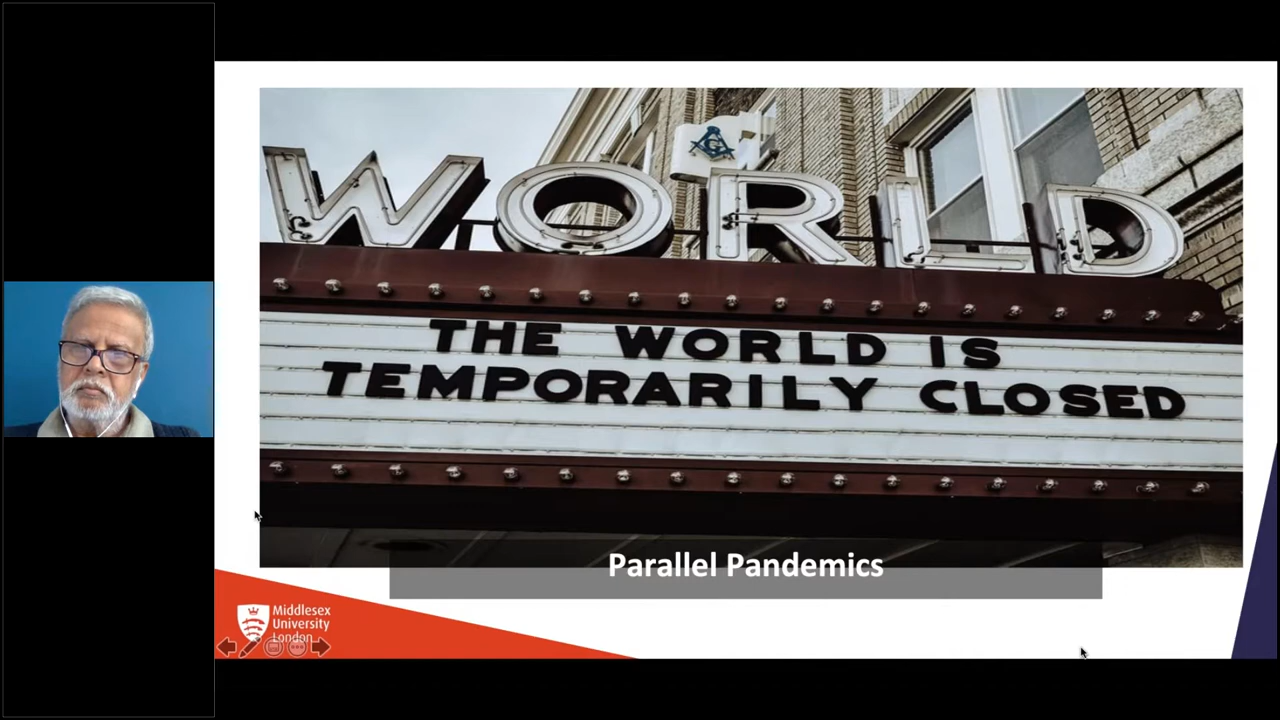 WORLD
THE WORLD IS
TEMPORARILY CLOSED
Parallel Pandemics
Middlesex
University
London
G